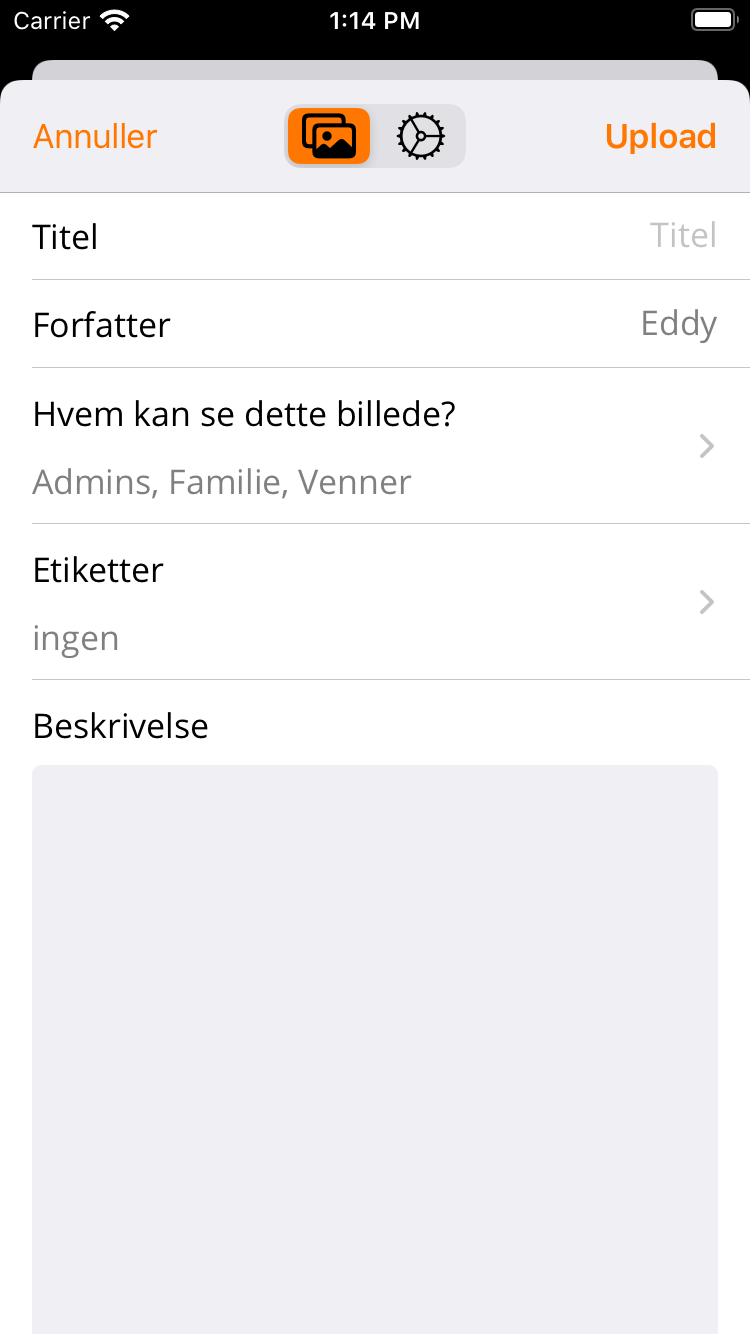 Carrier 1:14 PM
Annuller Upload
Titel Titel
Forfatter Eddy
Hvem kan se dette billede?
Admins, Familie, Venner
Etiketter
ingen
Beskrivelse